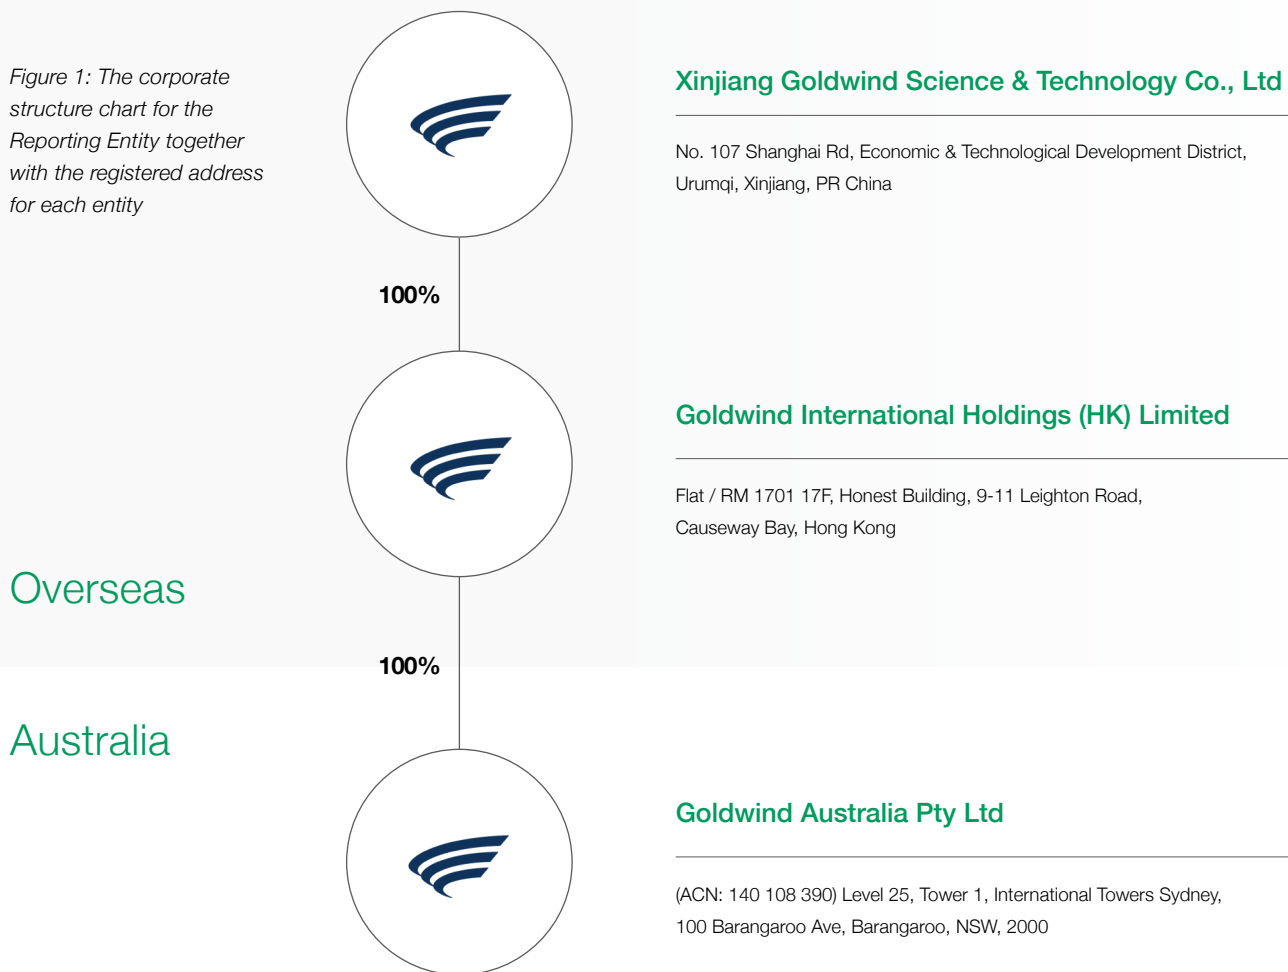 Figure 1: The corporate
structure chart for the
Reporting Entity together
with the registered address
for each entity
Xinjiang Goldwind Science & Technology Co., Ltd
No. 107 Shanghai Rd, Economic & Technological Development District,
Urumqi, Xinjiang, PR China
100%
Goldwind International Holdings (HK) Limited
Flat / RM 1701 17F, Honest Building, 9-11 Leighton Road,
Causeway Bay, Hong Kong
Overseas
100%
Australia
Goldwind Australia Pty Ltd
(ACN: 140 108 390) Level 25, Tower 1, International Towers Sydney,
100 Barangaroo Ave, Barangaroo, NSW, 2000